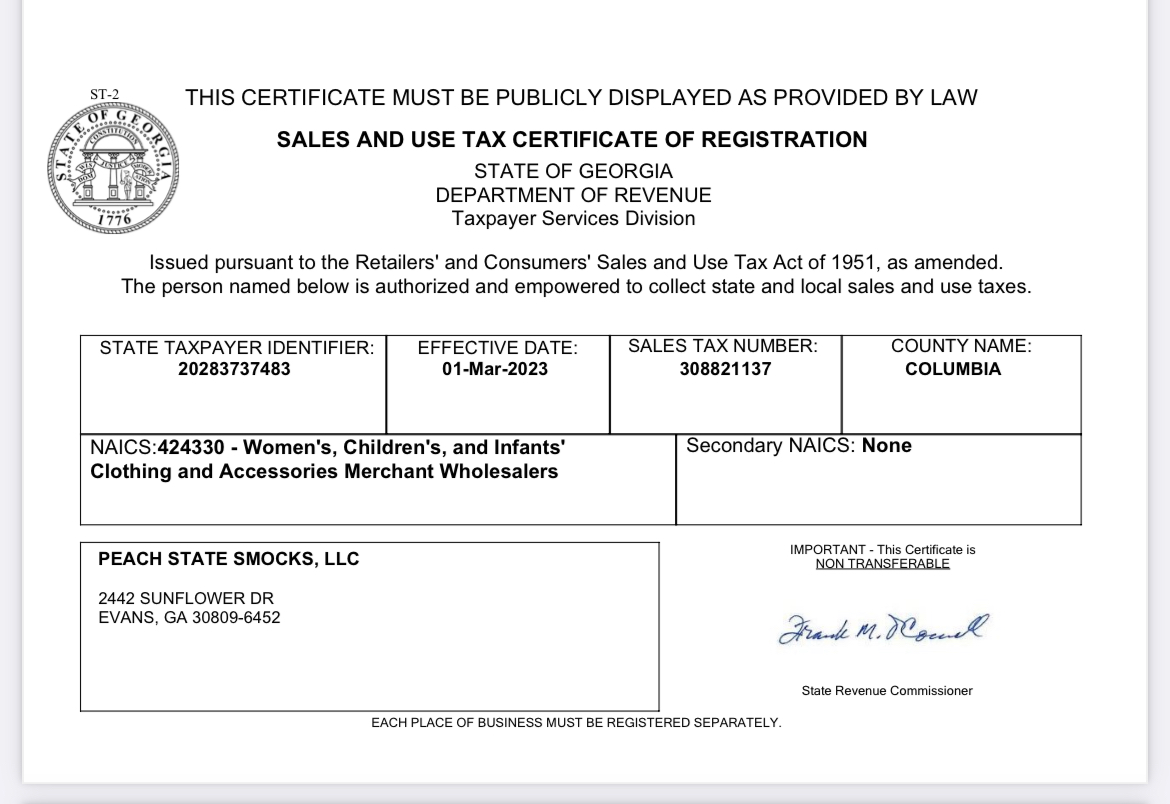 ST-2
THIS CERTIFICATE MUST BE PUBLICLY DISPLAYED AS PROVIDED BY LAW
STATE OF GEORGIA
CONSTITUTION
WISDOM
JUSTICE
MODERATION
1776
SALES AND USE TAX CERTIFICATE OF REGISTRATION
STATE OF GEORGIA
DEPARTMENT OF REVENUE
Taxpayer Services Division
Issued pursuant to the Retailers' and Consumers' Sales and Use Tax Act of 1951, as amended.
The person named below is authorized and empowered to collect state and local sales and use taxes.
STATE TAXPAYER IDENTIFIER:
20283737483
EFFECTIVE DATE:
01-Mar-2023
SALES TAX NUMBER:
308821137
COUNTY NAME:
COLUMBIA
NAICS:424330 - Women's, Children's, and Infants'
Clothing and Accessories Merchant Wholesalers
Secondary NAICS: None
PEACH STATE SMOCKS, LLC
2442 SUNFLOWER DR
EVANS, GA 30809-6452
IMPORTANT - This Certificate is
NON TRANSFERABLE
Frank M. O'Connell
State Revenue Commissioner
EACH PLACE OF BUSINESS MUST BE REGISTERED SEPARATELY.